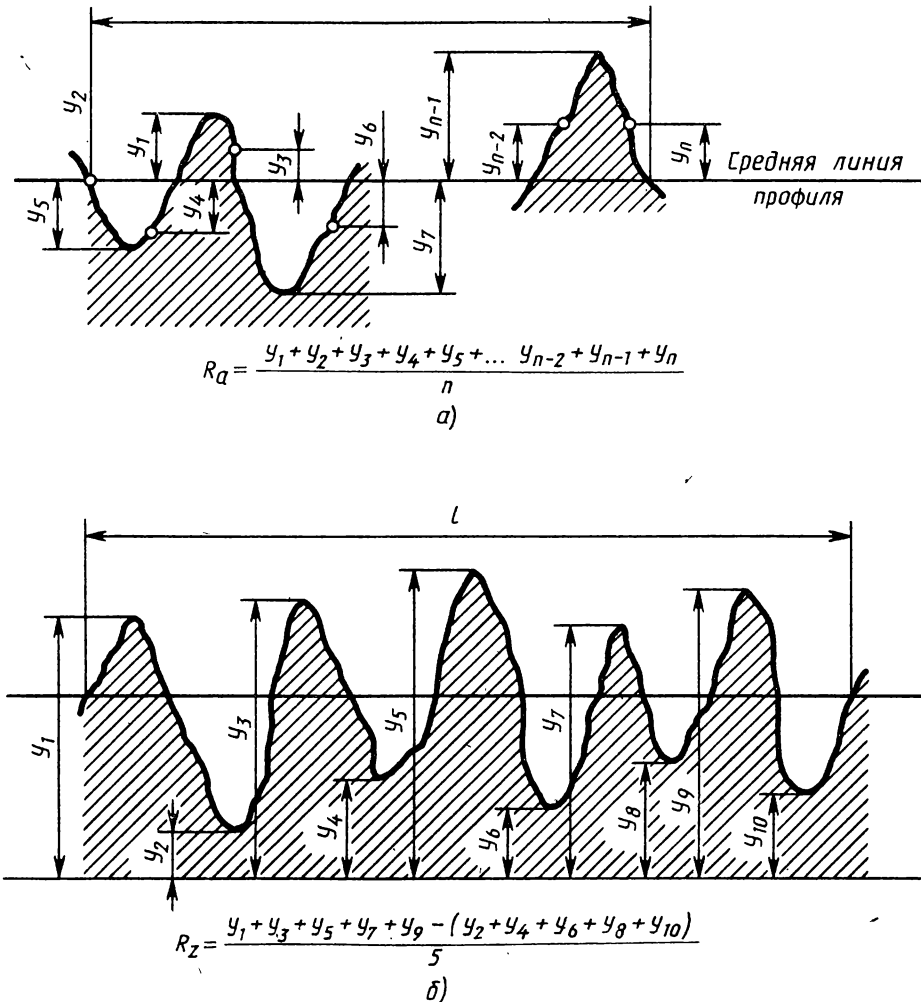 y₂
y₁
y₃
y₆
yₙ₋₁
yₙ₋₂
yₙ
Средняя линия
профиля
y₅
y₄
y₇
Rₐ = (y₁ + y₂ + y₃ + y₄ + y₅ + ... yₙ₋₂ + yₙ₋₁ + yₙ) / n
а)
l
y₁
y₂
y₃
y₄
y₅
y₆
y₇
y₈
y₉
y₁₀
R_z = (y₁ + y₃ + y₅ + y₇ + y₉ − (y₂ + y₄ + y₆ + y₈ + y₁₀)) / 5
б)